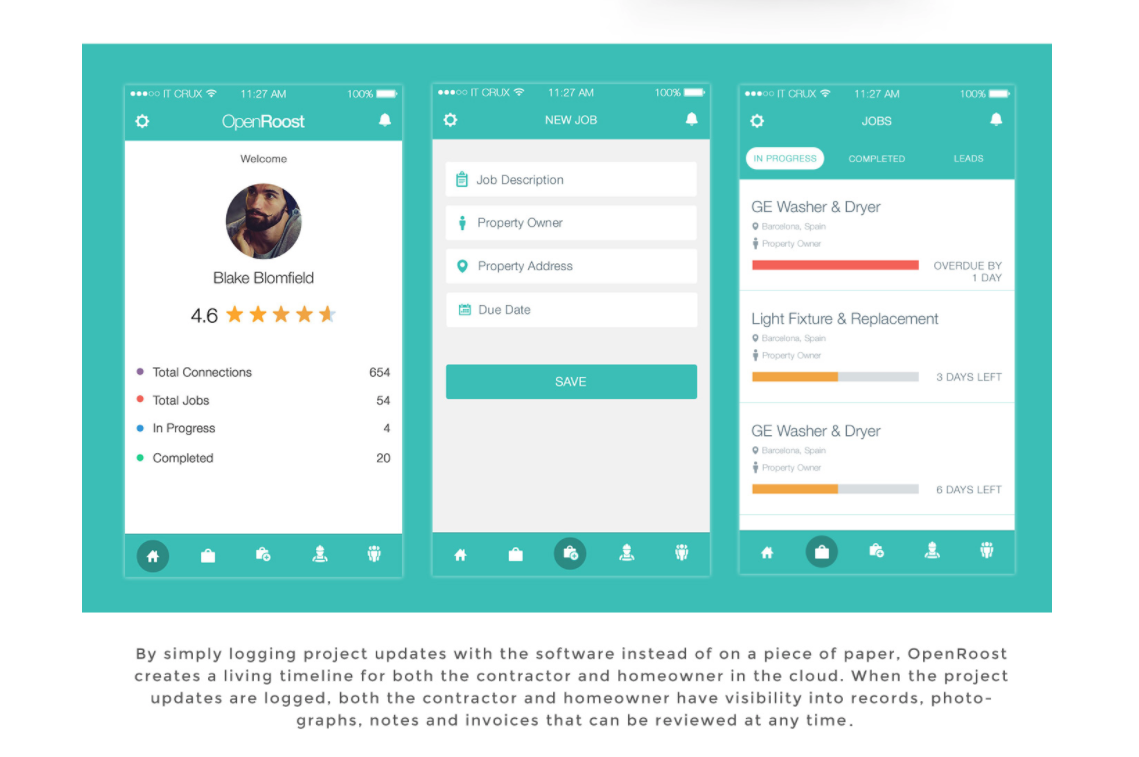 IT CRUX 11:27 AM 100%
OpenRoost
Welcome
Blake Blomfield
4.6
Total Connections 654
Total Jobs 54
In Progress 4
Completed 20
IT CRUX 11:27 AM 100%
NEW JOB
Job Description
Property Owner
Property Address
Due Date
SAVE
IT CRUX 11:27 AM 100%
JOBS
IN PROGRESS COMPLETED LEADS
GE Washer & Dryer
Barcelona, Spain
Property Owner
OVERDUE BY
1 DAY
Light Fixture & Replacement
Barcelona, Spain
Property Owner
3 DAYS LEFT
GE Washer & Dryer
Barcelona, Spain
Property Owner
6 DAYS LEFT
By simply logging project updates with the software instead of on a piece of paper, OpenRoost
creates a living timeline for both the contractor and homeowner in the cloud. When the project
updates are logged, both the contractor and homeowner have visibility into records, photo-
graphs, notes and invoices that can be reviewed at any time.